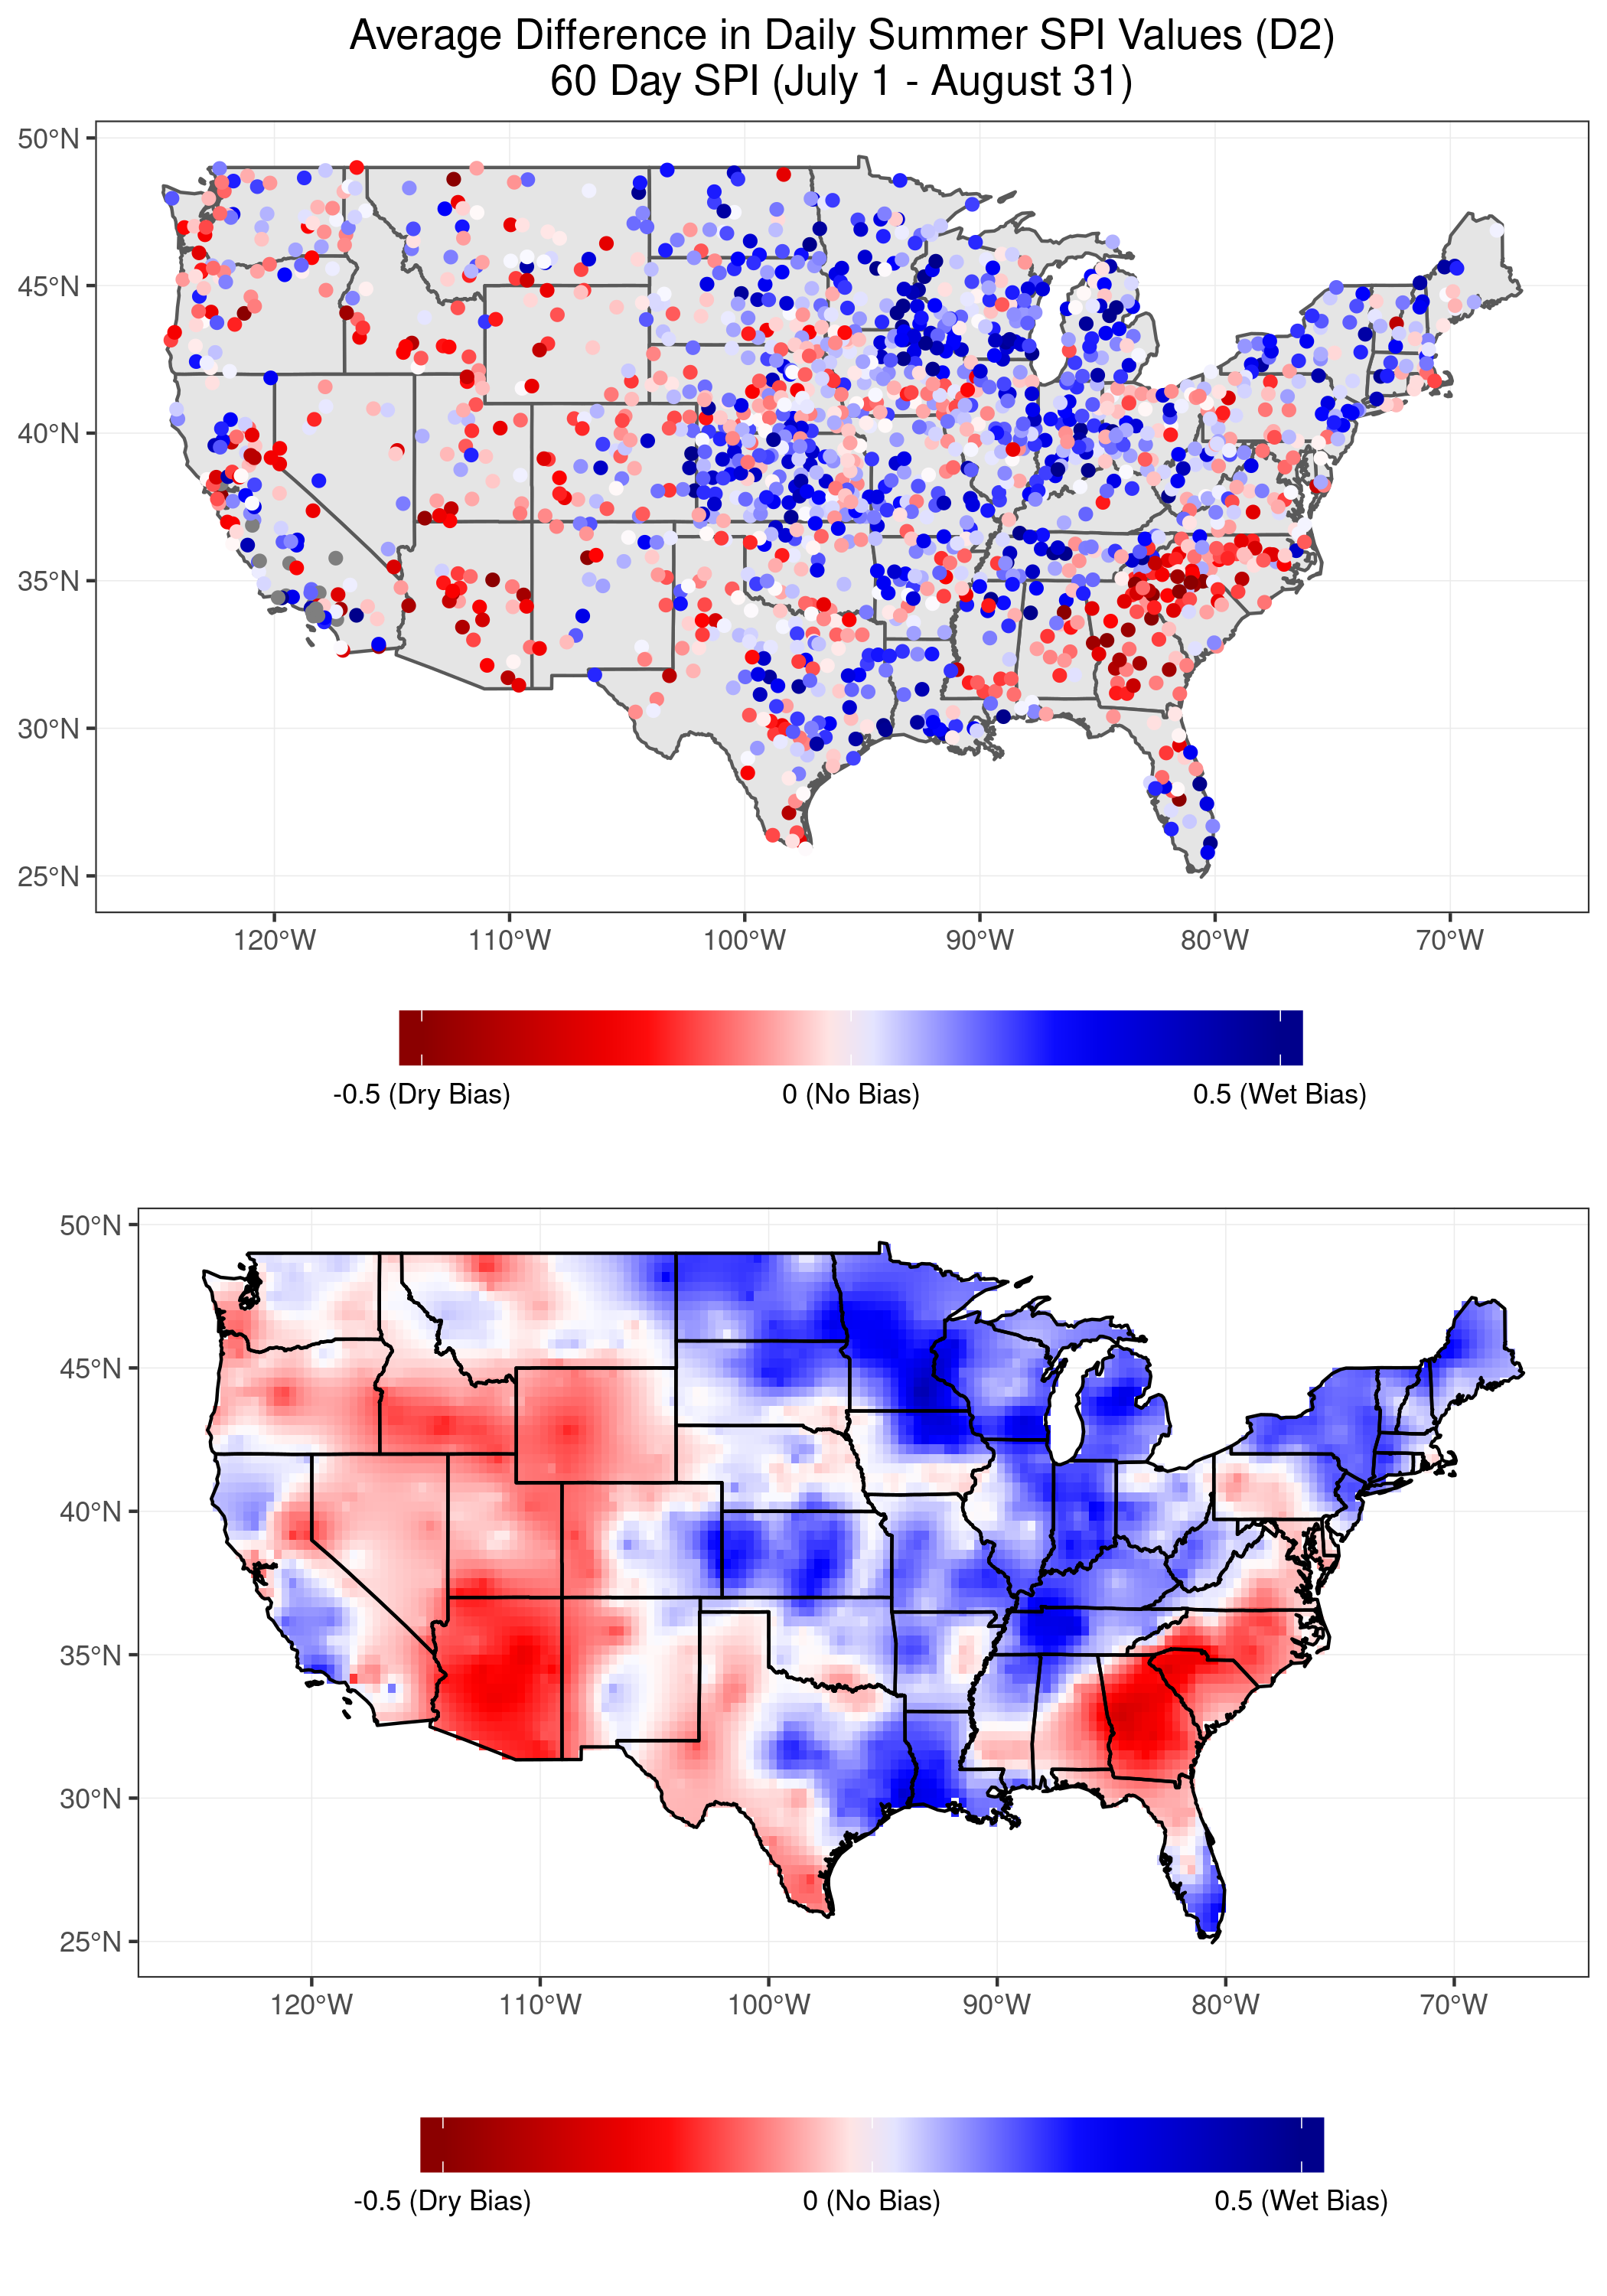 Average Difference in Daily Summer SPI Values (D2)
60 Day SPI (July 1 - August 31)
50°N
45°N
40°N
35°N
30°N
25°N
120°W 110°W 100°W 90°W 80°W 70°W
-0.5 (Dry Bias) 0 (No Bias) 0.5 (Wet Bias)
50°N
45°N
40°N
35°N
30°N
25°N
120°W 110°W 100°W 90°W 80°W 70°W
-0.5 (Dry Bias) 0 (No Bias) 0.5 (Wet Bias)